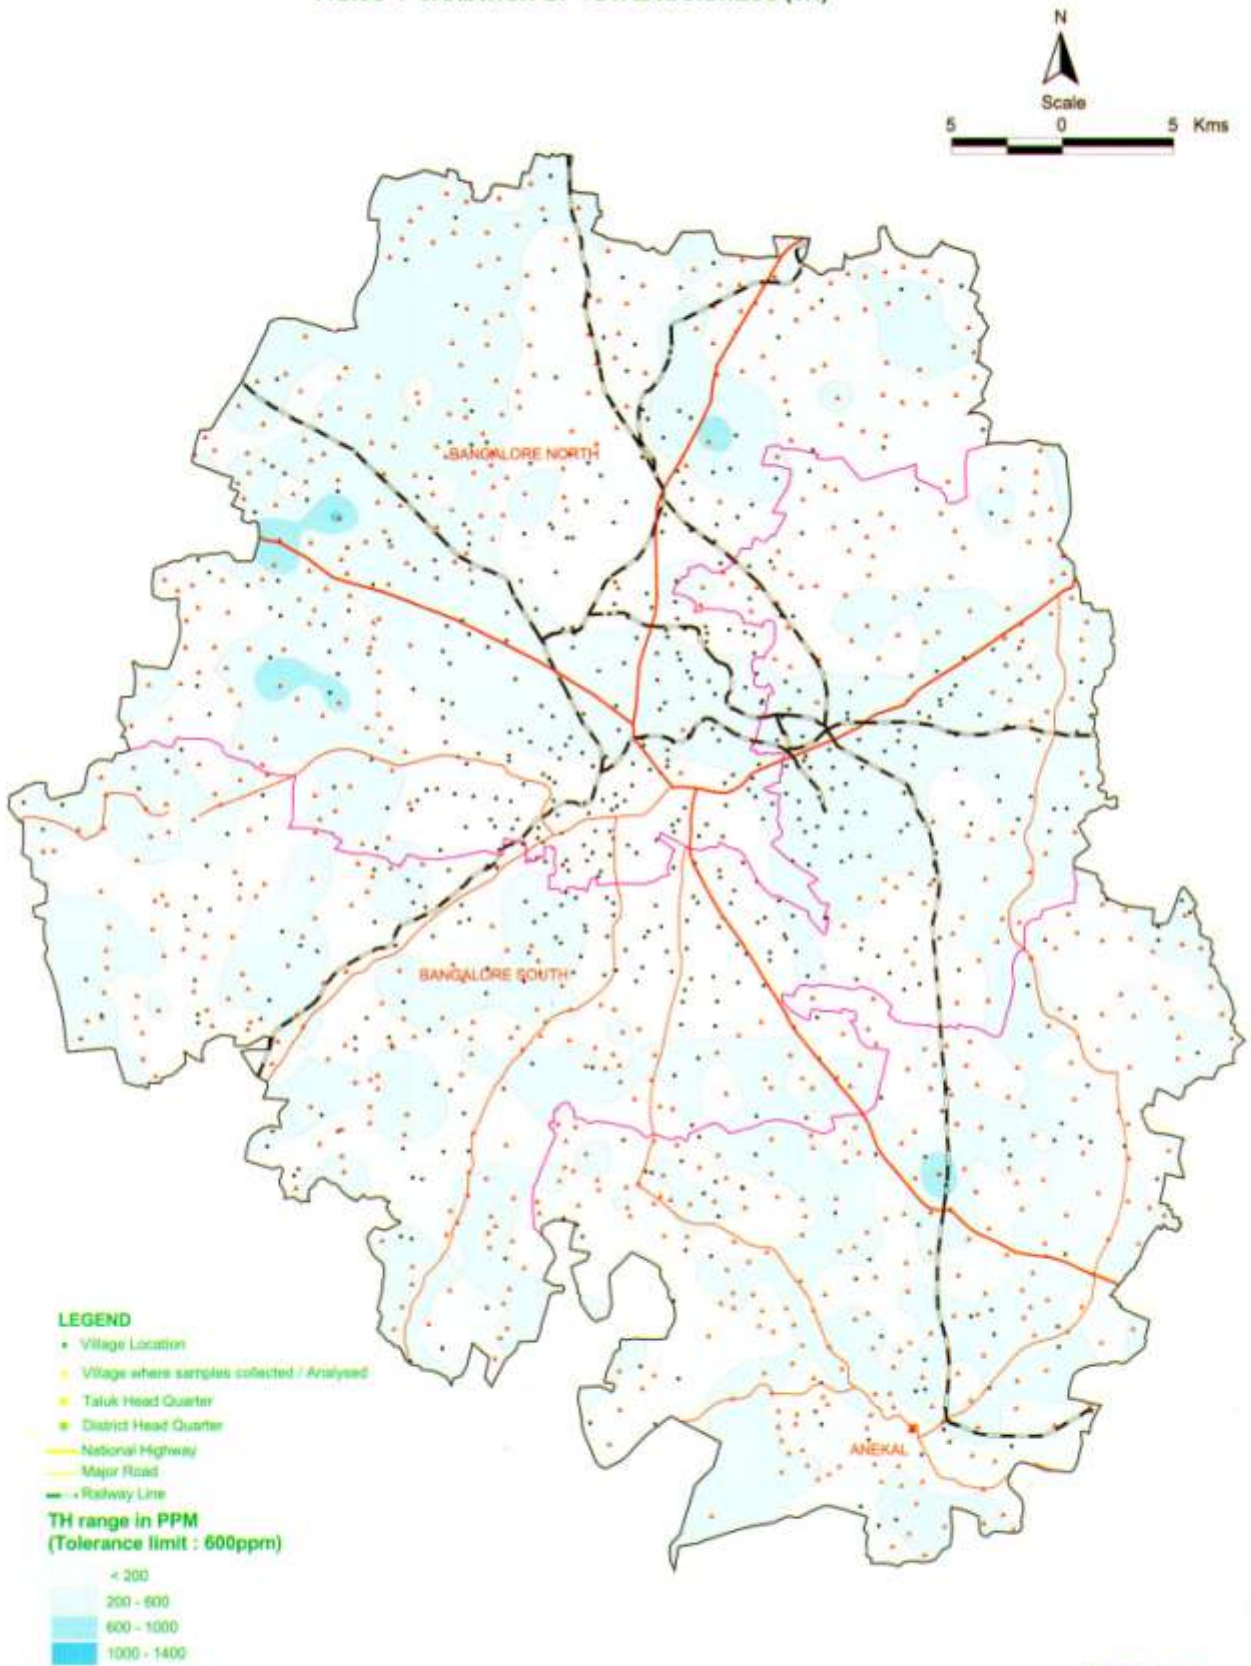 N
Scale
5 0 5 Kms
BANGALORE NORTH
BANGALORE SOUTH
ANEKAL
LEGEND
Village Location
Village where samples collected / Analysed
Taluk Head Quarter
District Head Quarter
National Highway
Major Road
Railway Line
TH range in PPM
(Tolerance limit : 600ppm)
< 200
200 - 600
600 - 1000
1000 - 1400